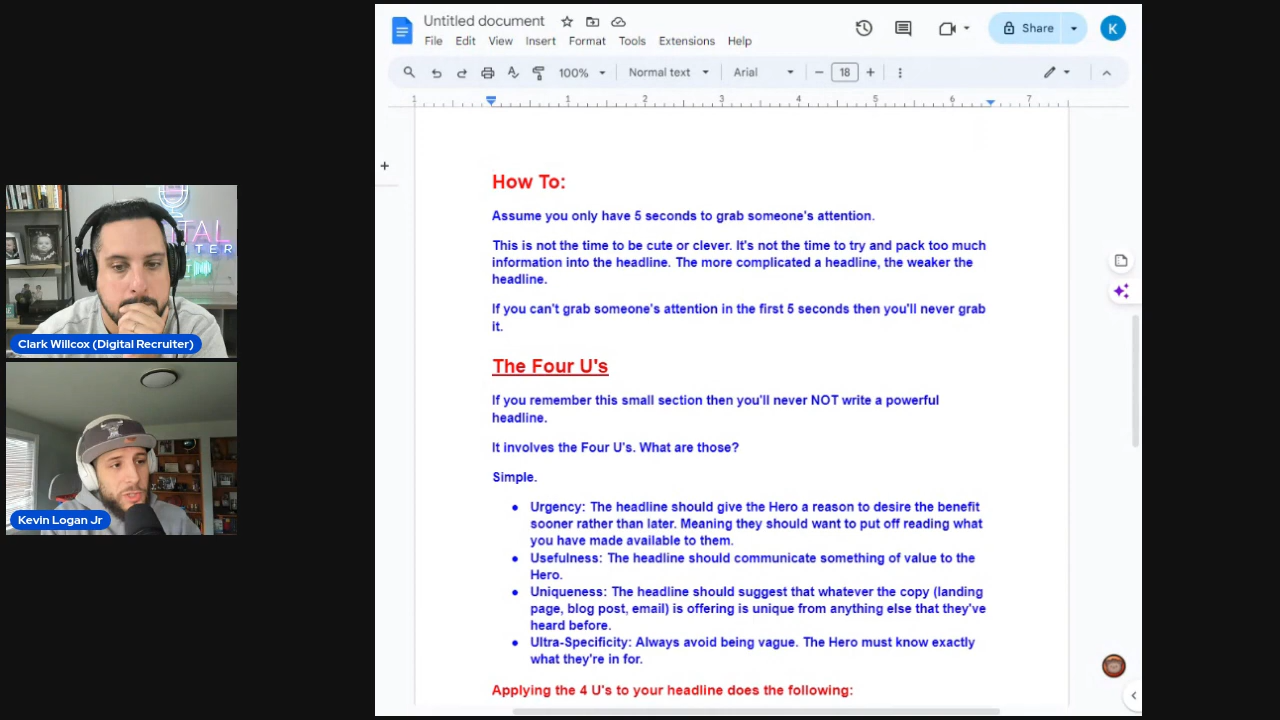 Untitled document
File Edit View Insert Format Tools Extensions Help
Share
K
100% Normal text Arial 18
1 1 2 3 4 5 6 7
How To:
Assume you only have 5 seconds to grab someone's attention.
This is not the time to be cute or clever. It's not the time to try and pack too much
information into the headline. The more complicated a headline, the weaker the
headline.
If you can't grab someone's attention in the first 5 seconds then you'll never grab
it.
The Four U's
If you remember this small section then you'll never NOT write a powerful
headline.
It involves the Four U's. What are those?
Simple.
● Urgency: The headline should give the Hero a reason to desire the benefit
sooner rather than later. Meaning they should want to put off reading what
you have made available to them.
● Usefulness: The headline should communicate something of value to the
Hero.
● Uniqueness: The headline should suggest that whatever the copy (landing
page, blog post, email) is offering is unique from anything else that they've
heard before.
● Ultra-Specificity: Always avoid being vague. The Hero must know exactly
what they're in for.
Applying the 4 U's to your headline does the following:
Clark Willcox (Digital Recruiter)
Kevin Logan Jr